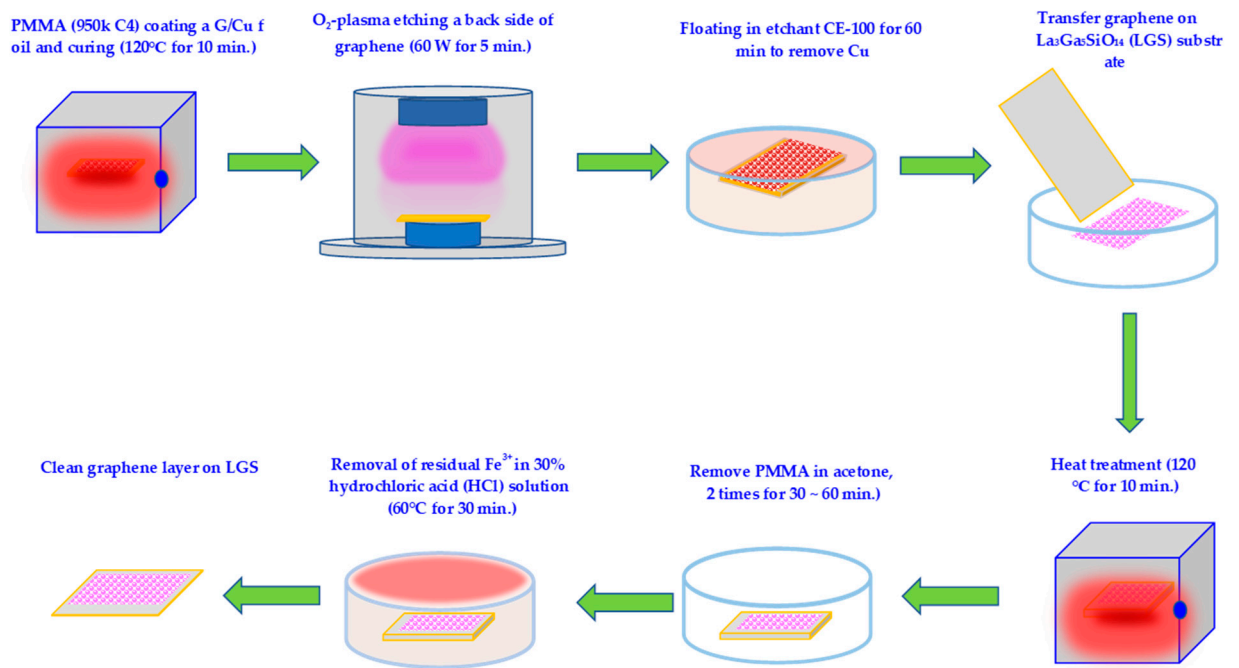 PMMA (950k C4) coating a G/Cu f
oil and curing (120°C for 10 min.)
O₂-plasma etching a back side of
graphene (60 W for 5 min.)
Floating in etchant CE-100 for 60
min to remove Cu
Transfer graphene on
La₃Ga₅SiO₁₄ (LGS) substr
ate
Clean graphene layer on LGS
Removal of residual Fe³⁺ in 30%
hydrochloric acid (HCl) solution
(60°C for 30 min.)
Remove PMMA in acetone,
2 times for 30 ~ 60 min.)
Heat treatment (120
°C for 10 min.)